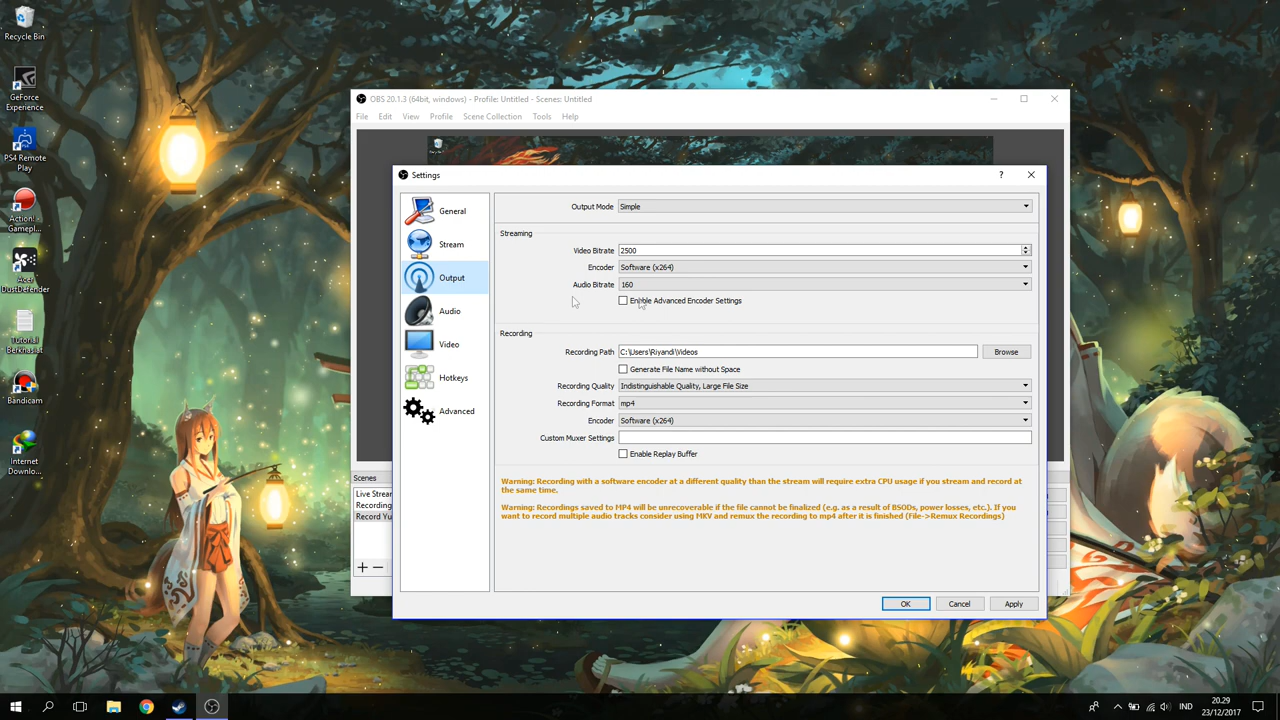 Recycle Bin
GeForce
Experience
PS4 Remote
Play
Action! -
Gamepl...
Acer
DustDefender
Tutorial
Berkhas.at
Bandicam
Internet
Downlo...
OBS 20.1.3 (64bit, windows) - Profile: Untitled - Scenes: Untitled
File Edit View Profile Scene Collection Tools Help
Settings
?
General
Stream
Output
Audio
Video
Hotkeys
Advanced
Output Mode Simple
Streaming
Video Bitrate 2500
Encoder Software (x264)
Audio Bitrate 160
Enable Advanced Encoder Settings
Recording
Recording Path C:\Users\Riyandi\Videos Browse
Generate File Name without Space
Recording Quality Indistinguishable Quality, Large File Size
Recording Format mp4
Encoder Software (x264)
Custom Muxer Settings
Enable Replay Buffer
Warning: Recording with a software encoder at a different quality than the stream will require extra CPU usage if you stream and record at
the same time.
Warning: Recordings saved to MP4 will be unrecoverable if the file cannot be finalized (e.g. as a result of BSODs, power losses, etc.). If you
want to record multiple audio tracks consider using MKV and remux the recording to mp4 after it is finished (File->Remux Recordings)
OK Cancel Apply
Scenes
Live Stream
Recording
Record Yu
IND
20.29
23/12/2017